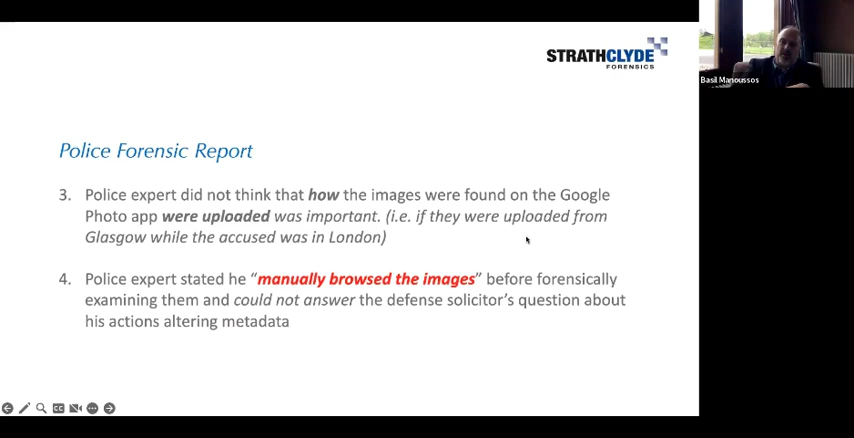 STRATHCLYDE
FORENSICS
Basil Manoussos
Police Forensic Report
3. Police expert did not think that how the images were found on the Google
Photo app were uploaded was important. (i.e. if they were uploaded from
Glasgow while the accused was in London)
4. Police expert stated he “manually browsed the images” before forensically
examining them and could not answer the defense solicitor’s question about
his actions altering metadata
CC